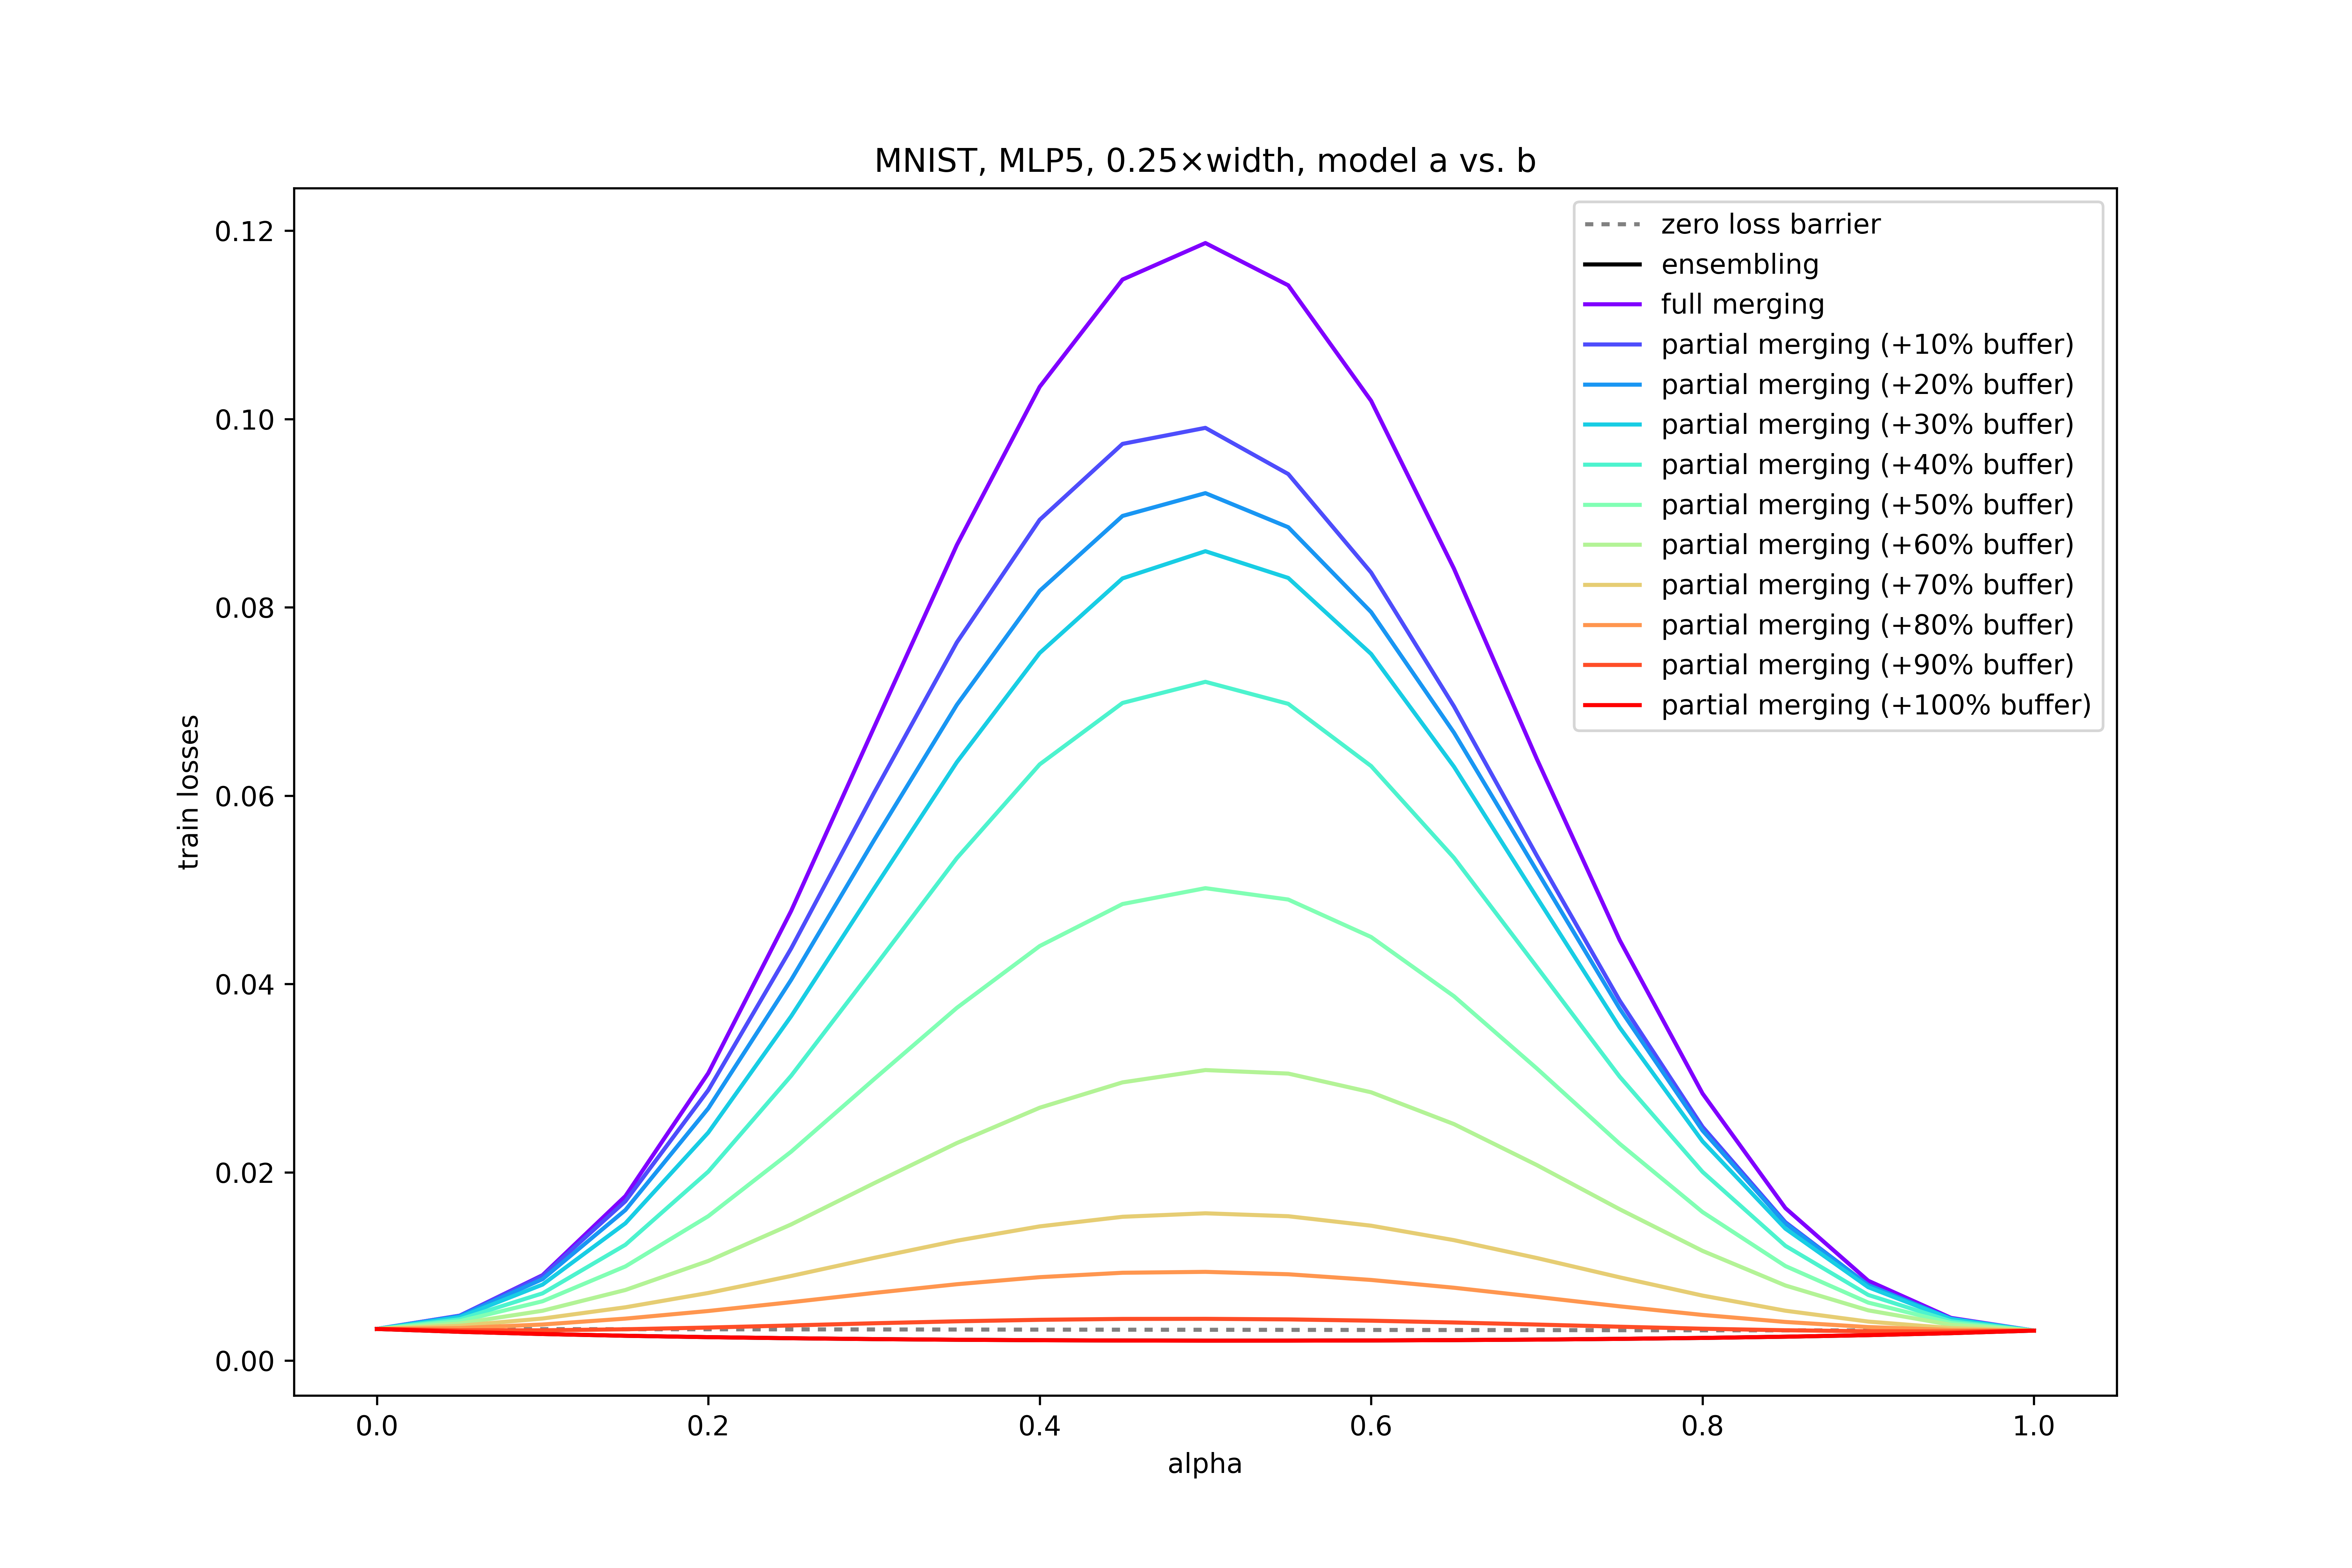 MNIST, MLP5, 0.25×width, model a vs. b
zero loss barrier
ensembling
full merging
partial merging (+10% buffer)
partial merging (+20% buffer)
partial merging (+30% buffer)
partial merging (+40% buffer)
partial merging (+50% buffer)
partial merging (+60% buffer)
partial merging (+70% buffer)
partial merging (+80% buffer)
partial merging (+90% buffer)
partial merging (+100% buffer)
train losses
0.12
0.10
0.08
0.06
0.04
0.02
0.00
0.0 0.2 0.4 0.6 0.8 1.0
alpha